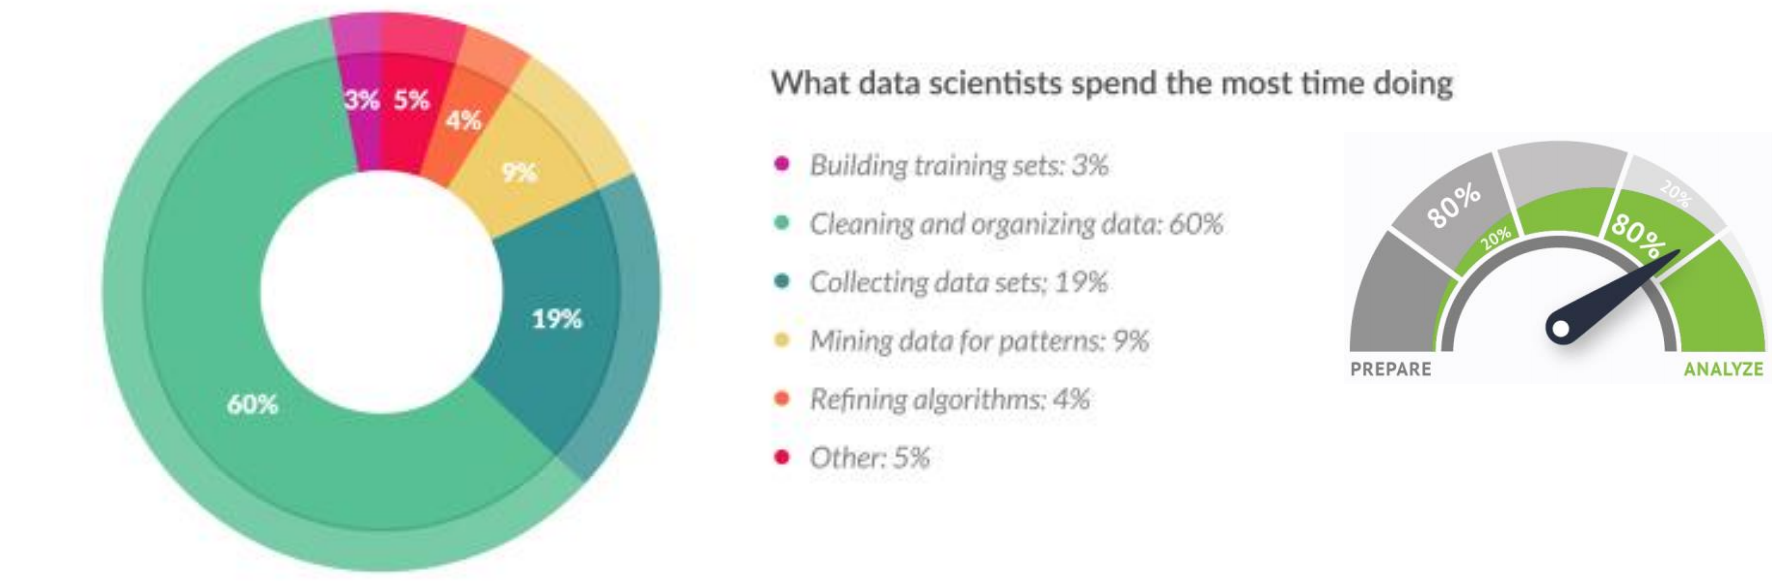 3%
5%
4%
9%
19%
60%
What data scientists spend the most time doing
Building training sets: 3%
Cleaning and organizing data: 60%
Collecting data sets; 19%
Mining data for patterns: 9%
Refining algorithms: 4%
Other: 5%
80%
20%
80%
20%
PREPARE
ANALYZE